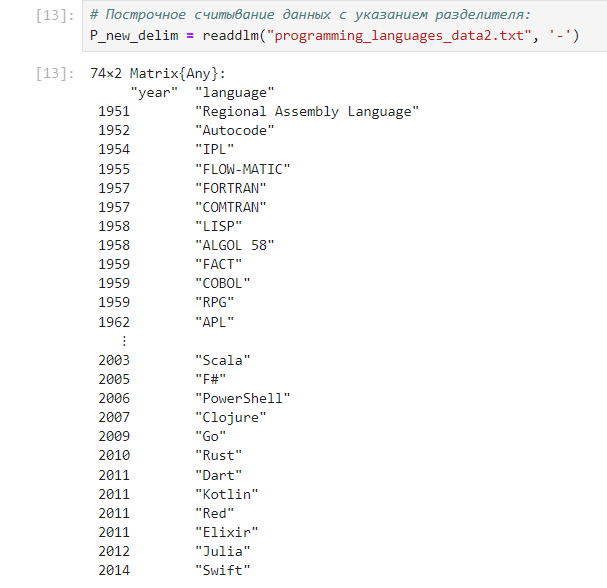 [13]: # Построчное считывание данных с указанием разделителя:
P_new_delim = readdlm("programming_languages_data2.txt", '-')
[13]: 74×2 Matrix{Any}:
"year" "language"
1951 "Regional Assembly Language"
1952 "Autocode"
1954 "IPL"
1955 "FLOW-MATIC"
1957 "FORTRAN"
1957 "COMTRAN"
1958 "LISP"
1958 "ALGOL 58"
1959 "FACT"
1959 "COBOL"
1959 "RPG"
1962 "APL"
⋮
2003 "Scala"
2005 "F#"
2006 "PowerShell"
2007 "Clojure"
2009 "Go"
2010 "Rust"
2011 "Dart"
2011 "Kotlin"
2011 "Red"
2011 "Elixir"
2012 "Julia"
2014 "Swift"